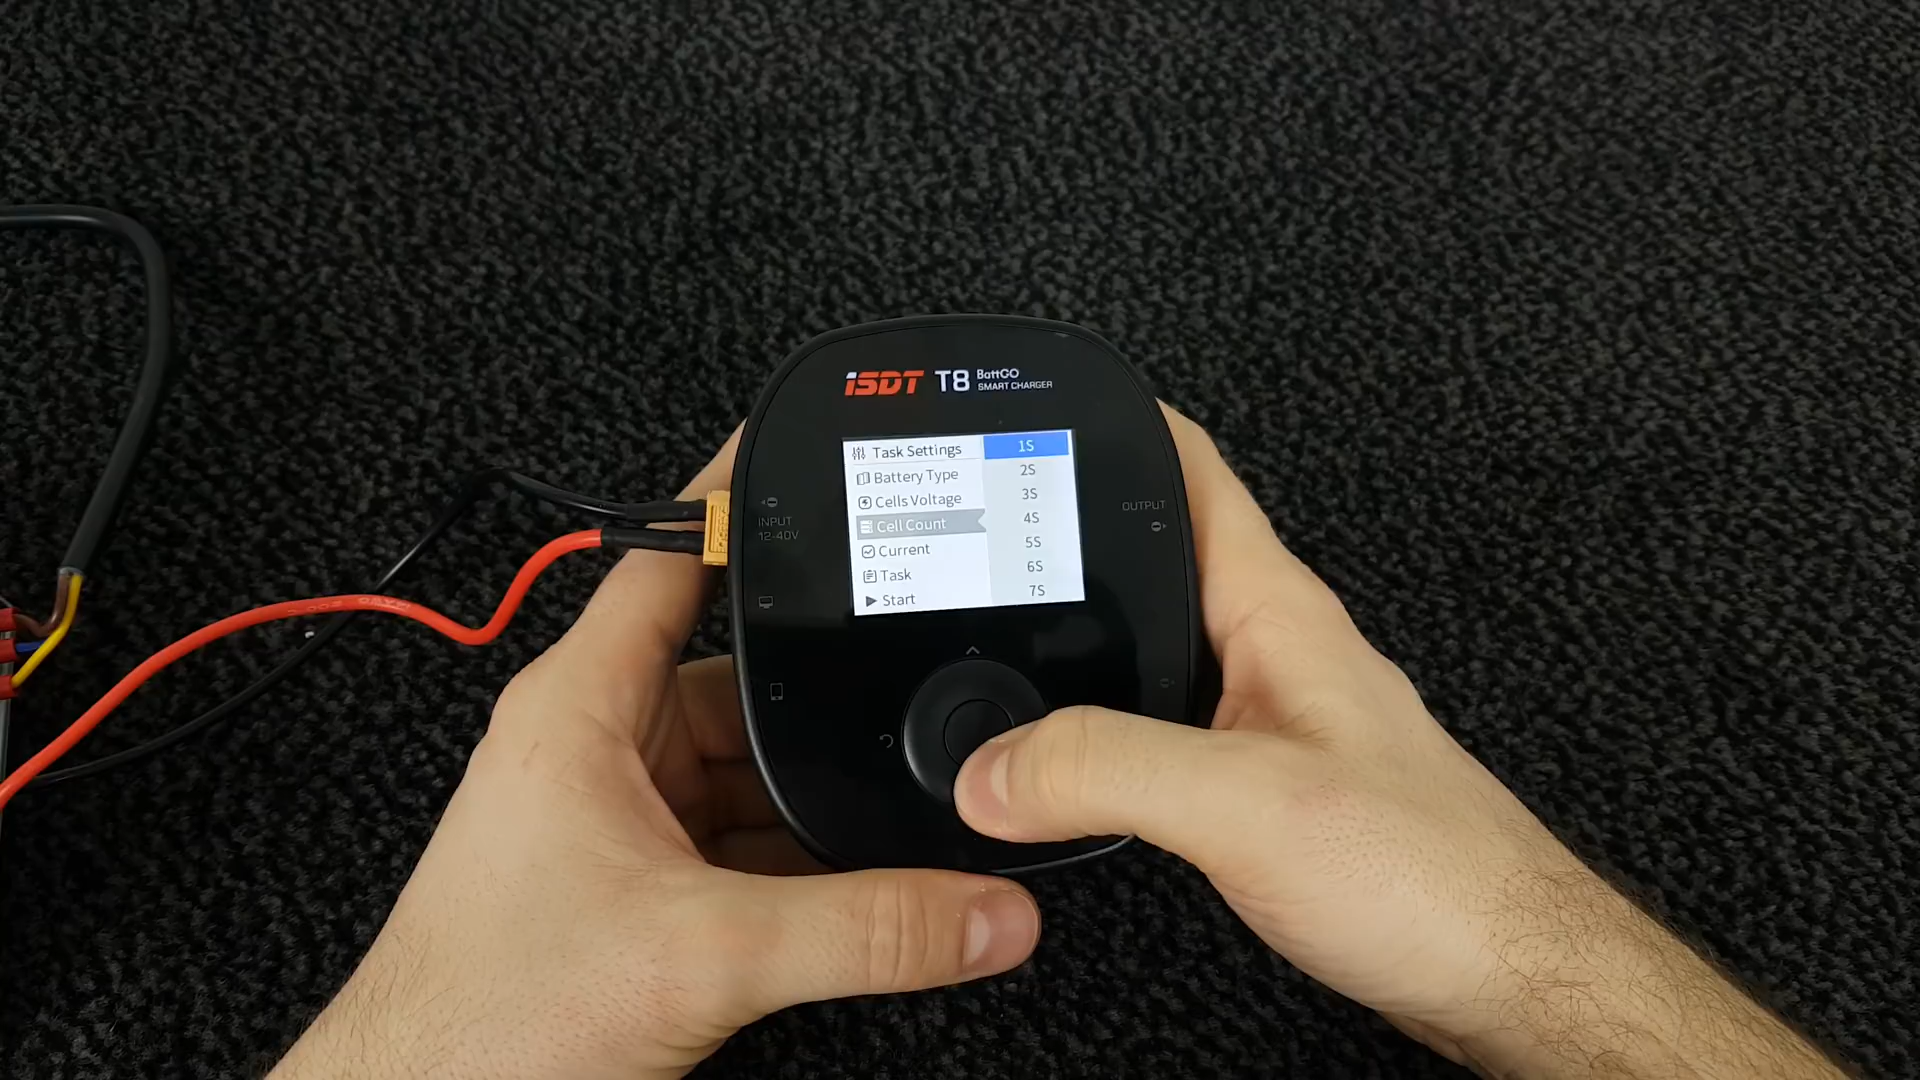 iSDT T8 BattGO
SMART CHARGER
Task Settings
Battery Type
Cells Voltage
Cell Count
Current
Task
Start
1S
2S
3S
4S
5S
6S
7S
INPUT
12-40V
OUTPUT